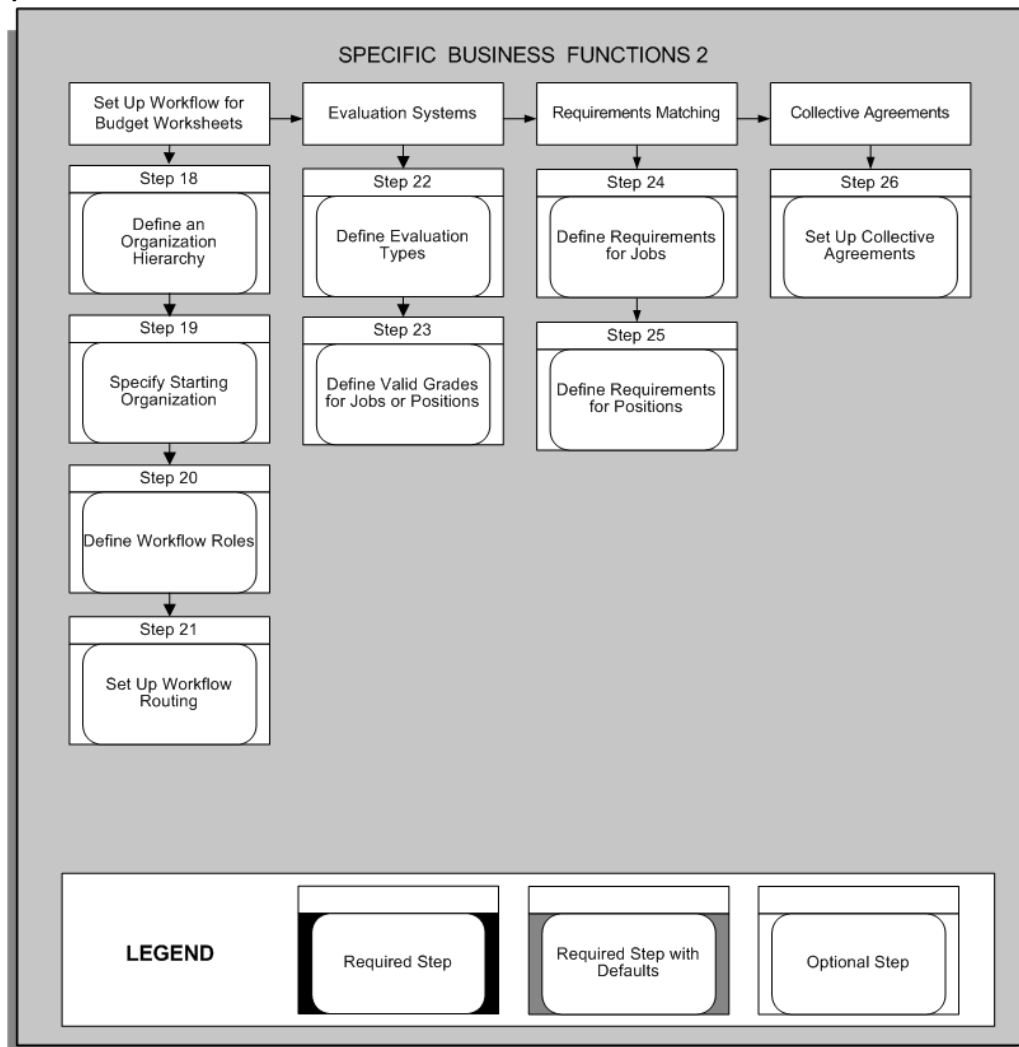 SPECIFIC BUSINESS FUNCTIONS 2
Set Up Workflow for
Budget Worksheets
Evaluation Systems
Requirements Matching
Collective Agreements
Step 18
Define an
Organization
Hierarchy
Step 22
Define Evaluation
Types
Step 24
Define Requirements
for Jobs
Step 26
Set Up Collective
Agreements
Step 19
Specify Starting
Organization
Step 23
Define Valid Grades
for Jobs or Positions
Step 25
Define Requirements
for Positions
Step 20
Define Workflow Roles
Step 21
Set Up Workflow
Routing
LEGEND
Required Step
Required Step with
Defaults
Optional Step